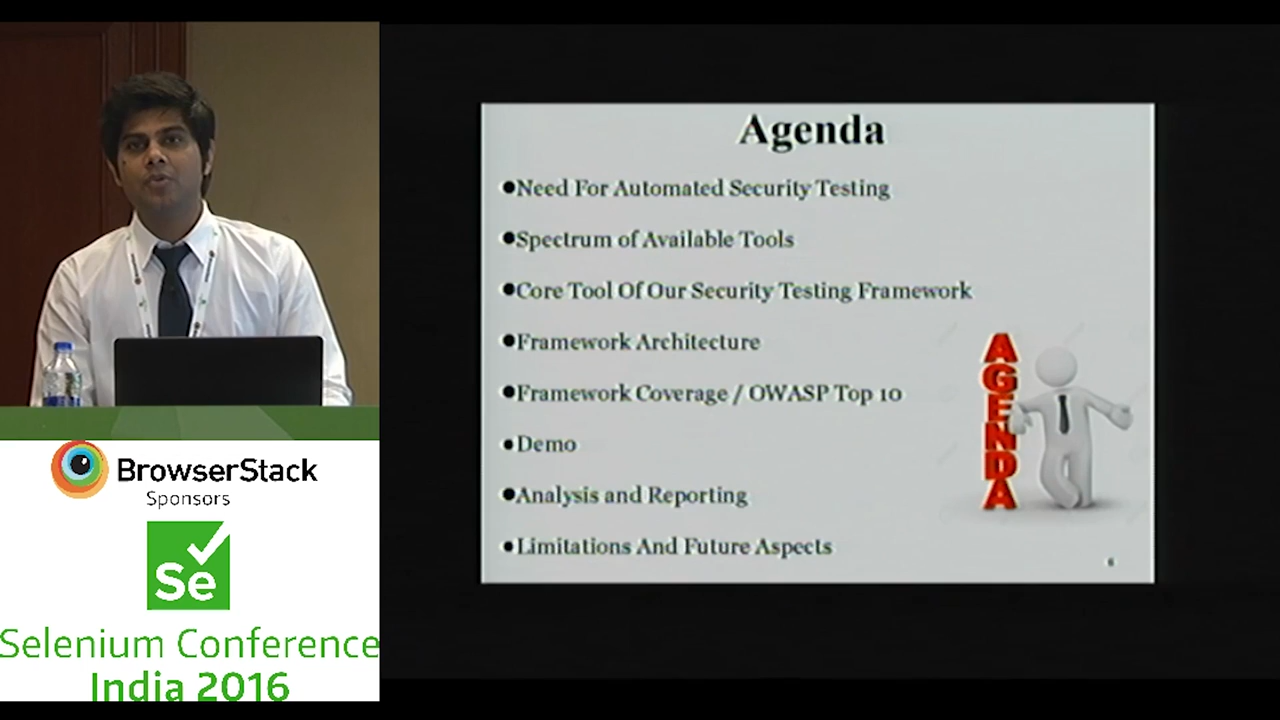 Agenda
●Need For Automated Security Testing
●Spectrum of Available Tools
●Core Tool Of Our Security Testing Framework
●Framework Architecture
●Framework Coverage / OWASP Top 10
●Demo
●Analysis and Reporting
●Limitations And Future Aspects
AGENDA
6
BrowserStack
Sponsors
Se
Selenium Conference
India 2016